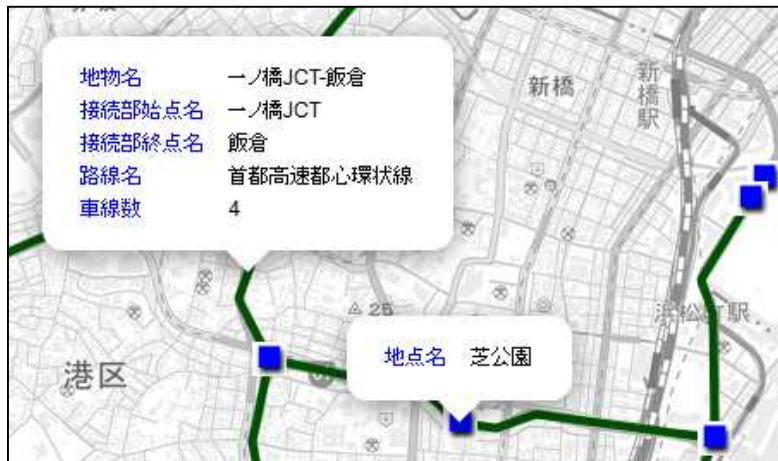 地物名 一ノ橋JCT-飯倉
接続部始点名 一ノ橋JCT
接続部終点名 飯倉
路線名 首都高速都心環状線
車線数 4
新橋
新橋駅
25
浜松町駅
地点名 芝公園
港区